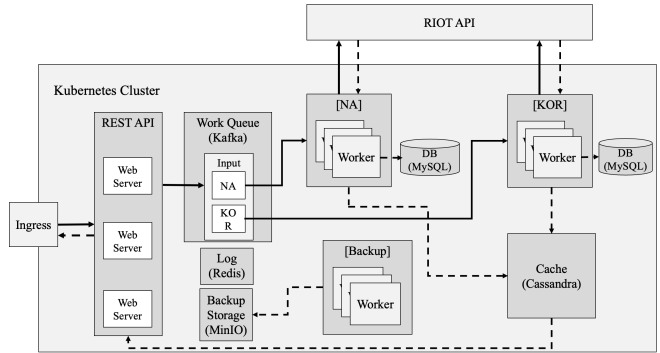 RIOT API
Kubernetes Cluster
REST API
Web
Server
Web
Server
Web
Server
Ingress
Work Queue
(Kafka)
Input
NA
KO
R
Log
(Redis)
Backup
Storage
(MinIO)
[NA]
Worker
DB
(MySQL)
[Backup]
Worker
[KOR]
Worker
DB
(MySQL)
Cache
(Cassandra)